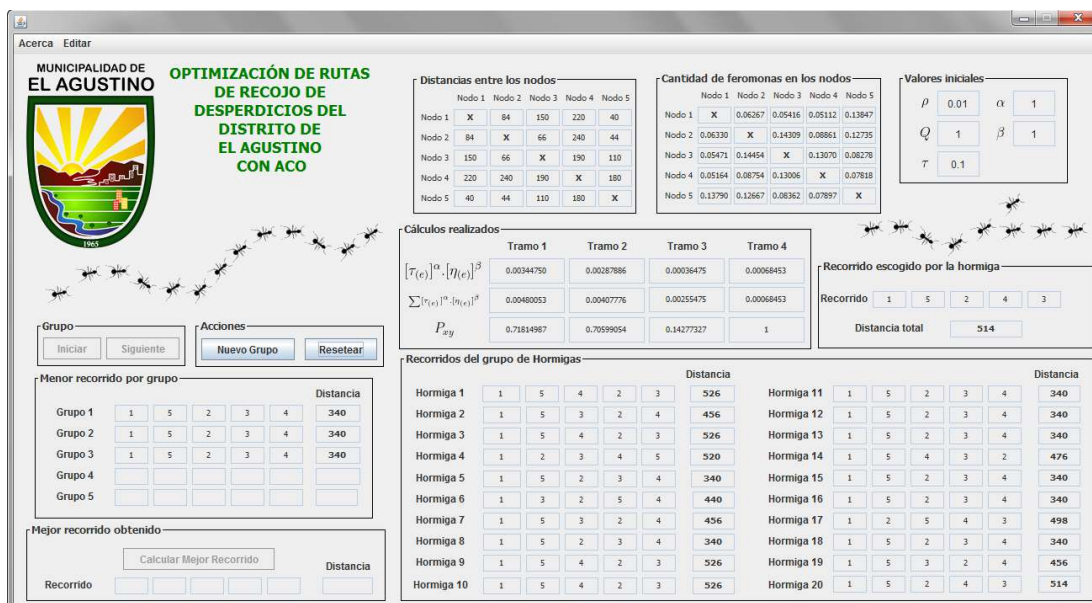 Acerca Editar
MUNICIPALIDAD DE
EL AGUSTINO
1965
OPTIMIZACIÓN DE RUTAS
DE RECOJO DE
DESPERDICIOS DEL
DISTRITO DE
EL AGUSTINO
CON ACO
Distancias entre los nodos
Nodo 1 Nodo 2 Nodo 3 Nodo 4 Nodo 5
Nodo 1 X 84 150 220 40
Nodo 2 84 X 66 240 44
Nodo 3 150 66 X 190 110
Nodo 4 220 240 190 X 180
Nodo 5 40 44 110 180 X
Cantidad de feromonas en los nodos
Nodo 1 Nodo 2 Nodo 3 Nodo 4 Nodo 5
Nodo 1 X 0.06267 0.05416 0.05112 0.13847
Nodo 2 0.06330 X 0.14309 0.08861 0.12735
Nodo 3 0.05471 0.14454 X 0.13070 0.08278
Nodo 4 0.05164 0.08754 0.13006 X 0.07818
Nodo 5 0.13790 0.12667 0.08362 0.07897 X
Valores iniciales
ρ 0.01 α 1
Q 1 β 1
τ 0.1
Cálculos realizados
Tramo 1 Tramo 2 Tramo 3 Tramo 4
[τ(e)]^α.[η(e)]^β 0.00344750 0.00287886 0.00036475 0.00068453
∑[τ(e)]^α.[η(e)]^β 0.00480053 0.00407776 0.00255475 0.00068453
Pxy 0.71814987 0.70599054 0.14277327 1
Recorrido escogido por la hormiga
Recorrido 1 5 2 4 3
Distancia total 514
Grupo
Iniciar Siguiente
Acciones
Nuevo Grupo Resetear
Menor recorrido por grupo
Distancia
Grupo 1 1 5 2 3 4 340
Grupo 2 1 5 2 3 4 340
Grupo 3 1 5 2 3 4 340
Grupo 4
Grupo 5
Mejor recorrido obtenido
Calcular Mejor Recorrido Distancia
Recorrido
Recorridos del grupo de Hormigas
Distancia Distancia
Hormiga 1 1 5 4 2 3 526 Hormiga 11 1 5 2 3 4 340
Hormiga 2 1 5 3 2 4 456 Hormiga 12 1 5 2 3 4 340
Hormiga 3 1 5 4 2 3 526 Hormiga 13 1 5 2 3 4 340
Hormiga 4 1 2 3 4 5 520 Hormiga 14 1 5 4 3 2 476
Hormiga 5 1 5 2 3 4 340 Hormiga 15 1 5 2 3 4 340
Hormiga 6 1 3 2 5 4 440 Hormiga 16 1 5 2 3 4 340
Hormiga 7 1 5 3 2 4 456 Hormiga 17 1 2 5 4 3 498
Hormiga 8 1 5 2 3 4 340 Hormiga 18 1 5 2 3 4 340
Hormiga 9 1 5 4 2 3 526 Hormiga 19 1 5 3 2 4 456
Hormiga 10 1 5 4 2 3 526 Hormiga 20 1 5 2 4 3 514